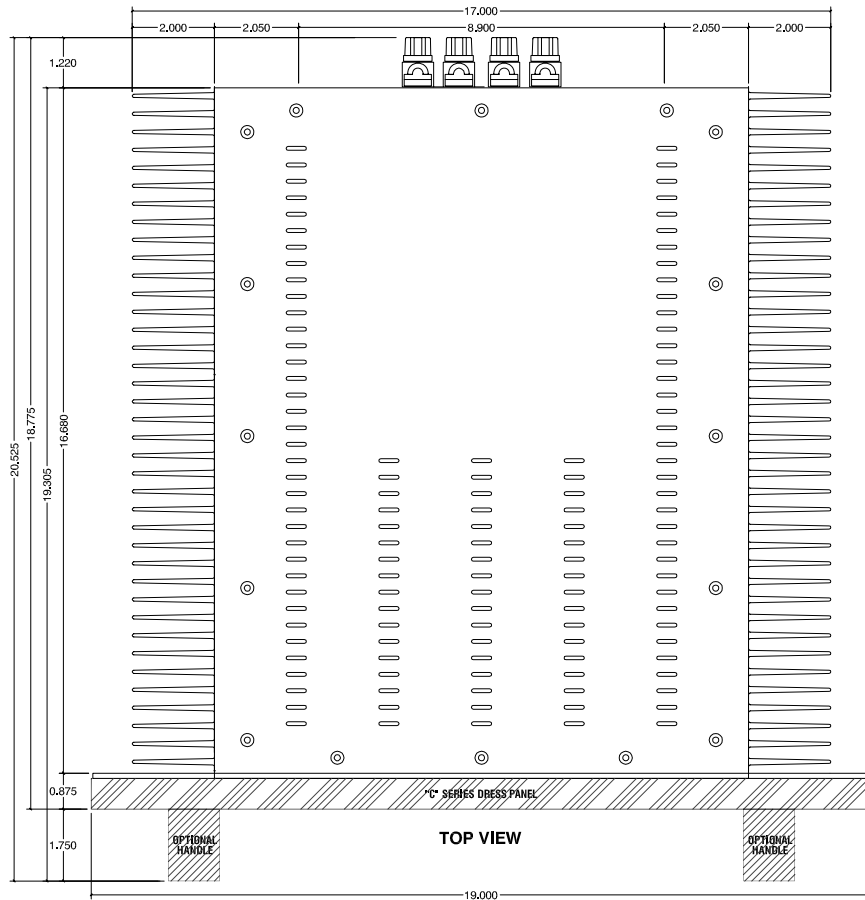 17.000
2.000
2.050
8.900
2.050
2.000
1.220
20.525
18.775
19.305
16.680
0.875
"C" SERIES DRESS PANEL
1.750
OPTIONAL
HANDLE
TOP VIEW
OPTIONAL
HANDLE
19.000